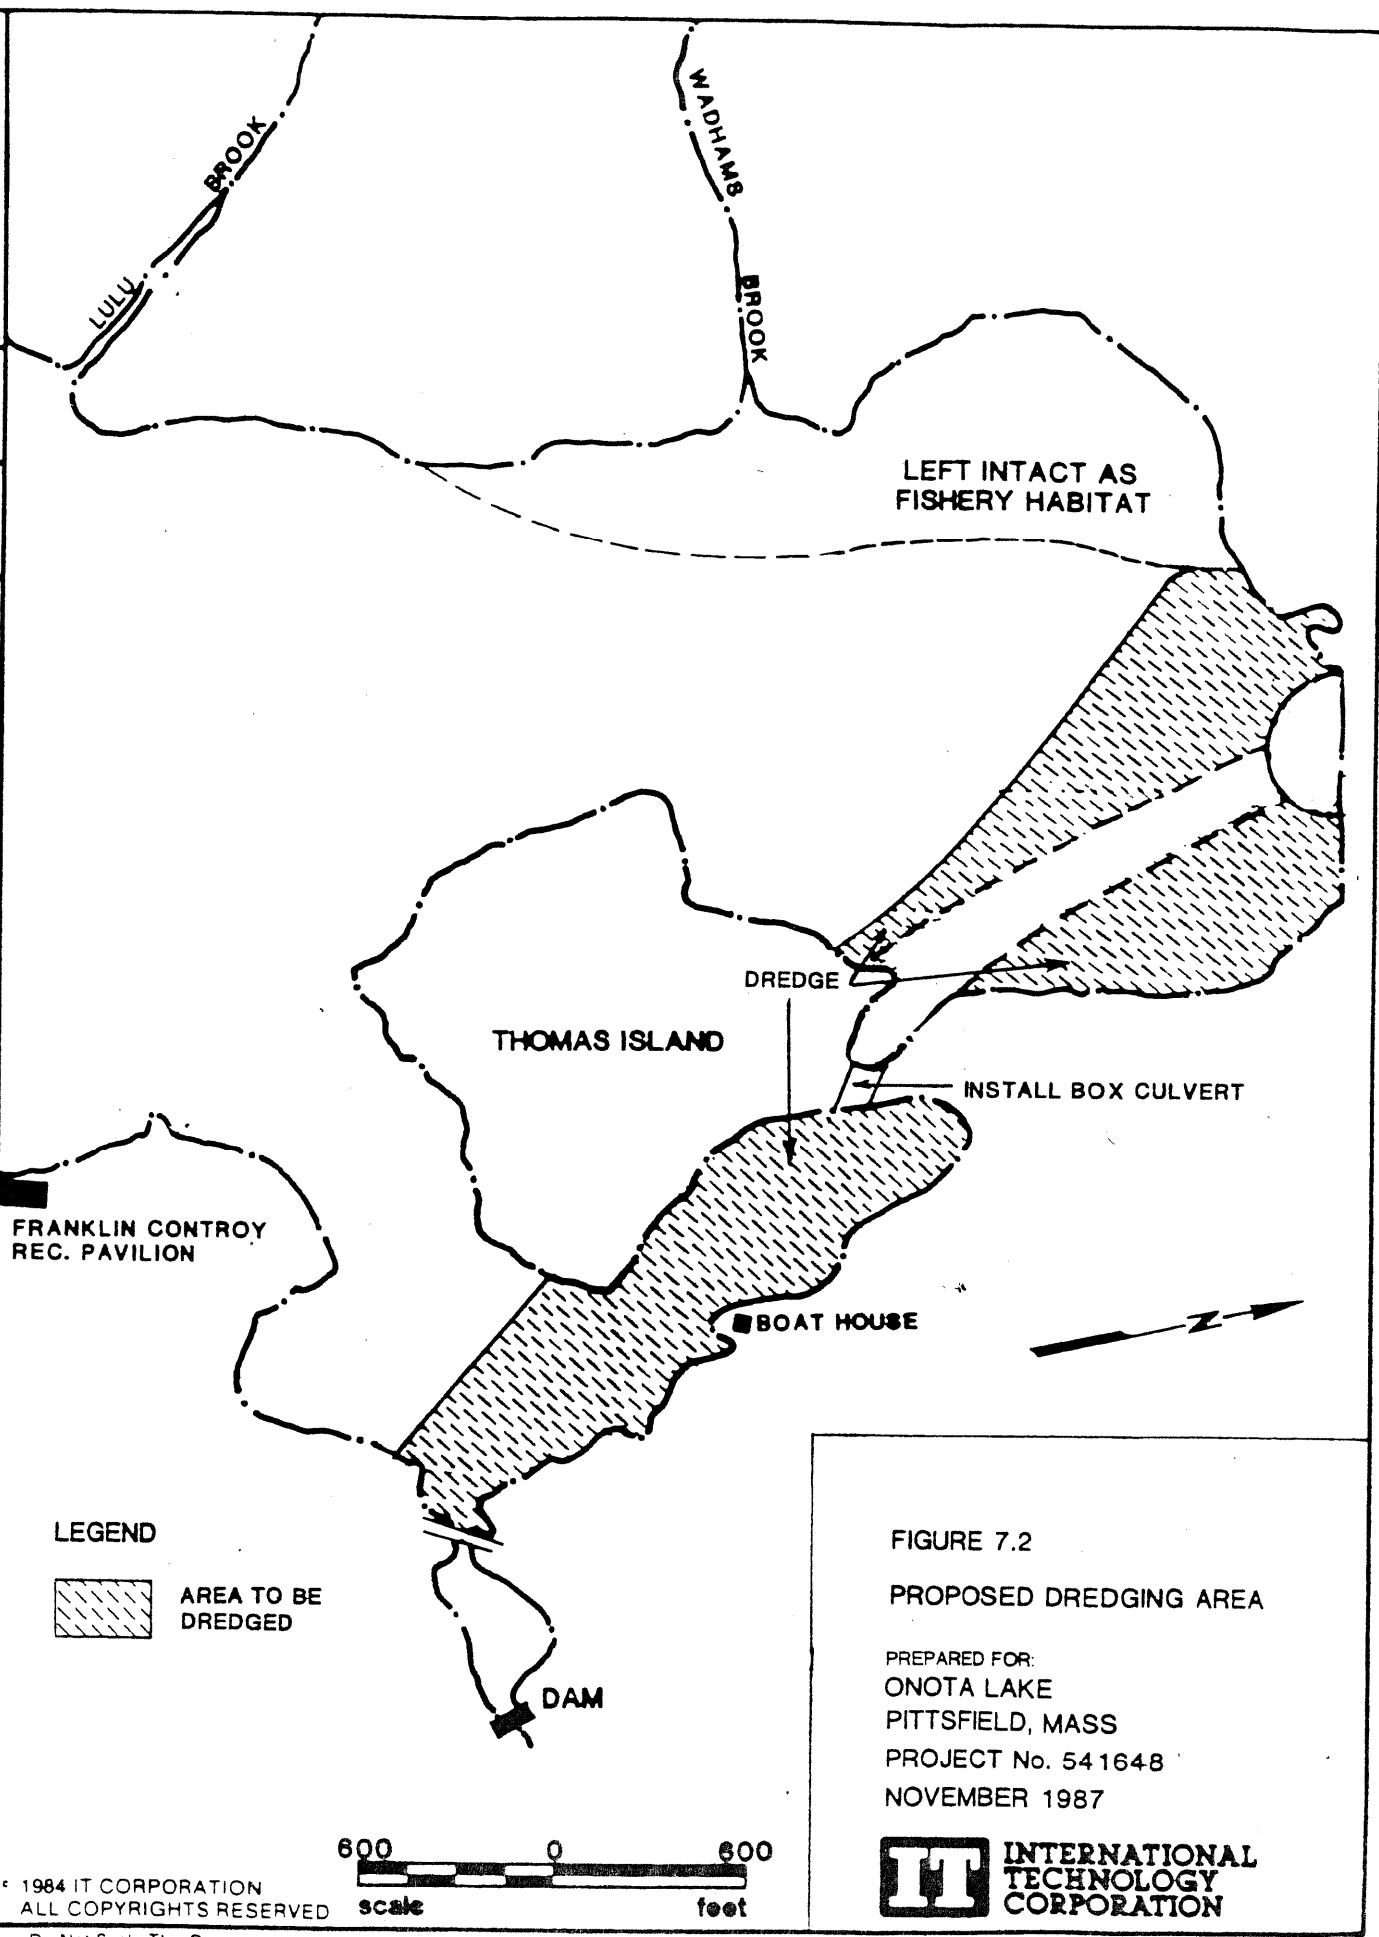 LULU
BROOK
WADHAMS
BROOK
LEFT INTACT AS
FISHERY HABITAT
DREDGE
THOMAS ISLAND
INSTALL BOX CULVERT
FRANKLIN CONTROY
REC. PAVILION
BOAT HOUSE
N
LEGEND
AREA TO BE
DREDGED
DAM
FIGURE 7.2
PROPOSED DREDGING AREA
PREPARED FOR:
ONOTA LAKE
PITTSFIELD, MASS
PROJECT No. 541648
NOVEMBER 1987
IT INTERNATIONAL
TECHNOLOGY
CORPORATION
600 0 600
scale feet
c 1984 IT CORPORATION
ALL COPYRIGHTS RESERVED